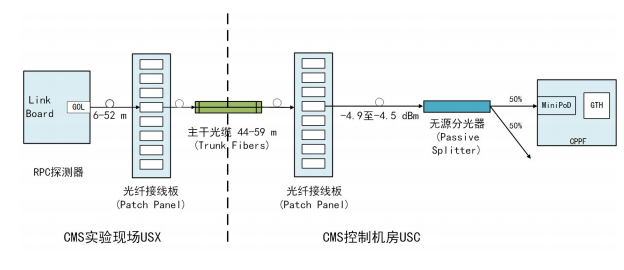 Link
Board
GOL
6-52 m
RPC探测器
光纤接线板
(Patch Panel)
主干光缆 44-59 m
(Trunk Fibers)
光纤接线板
(Patch Panel)
-4.9至-4.5 dBm
无源分光器
(Passive
Splitter)
50%
50%
MiniPoD
GTH
CPPF
CMS实验现场USX
CMS控制机房USC